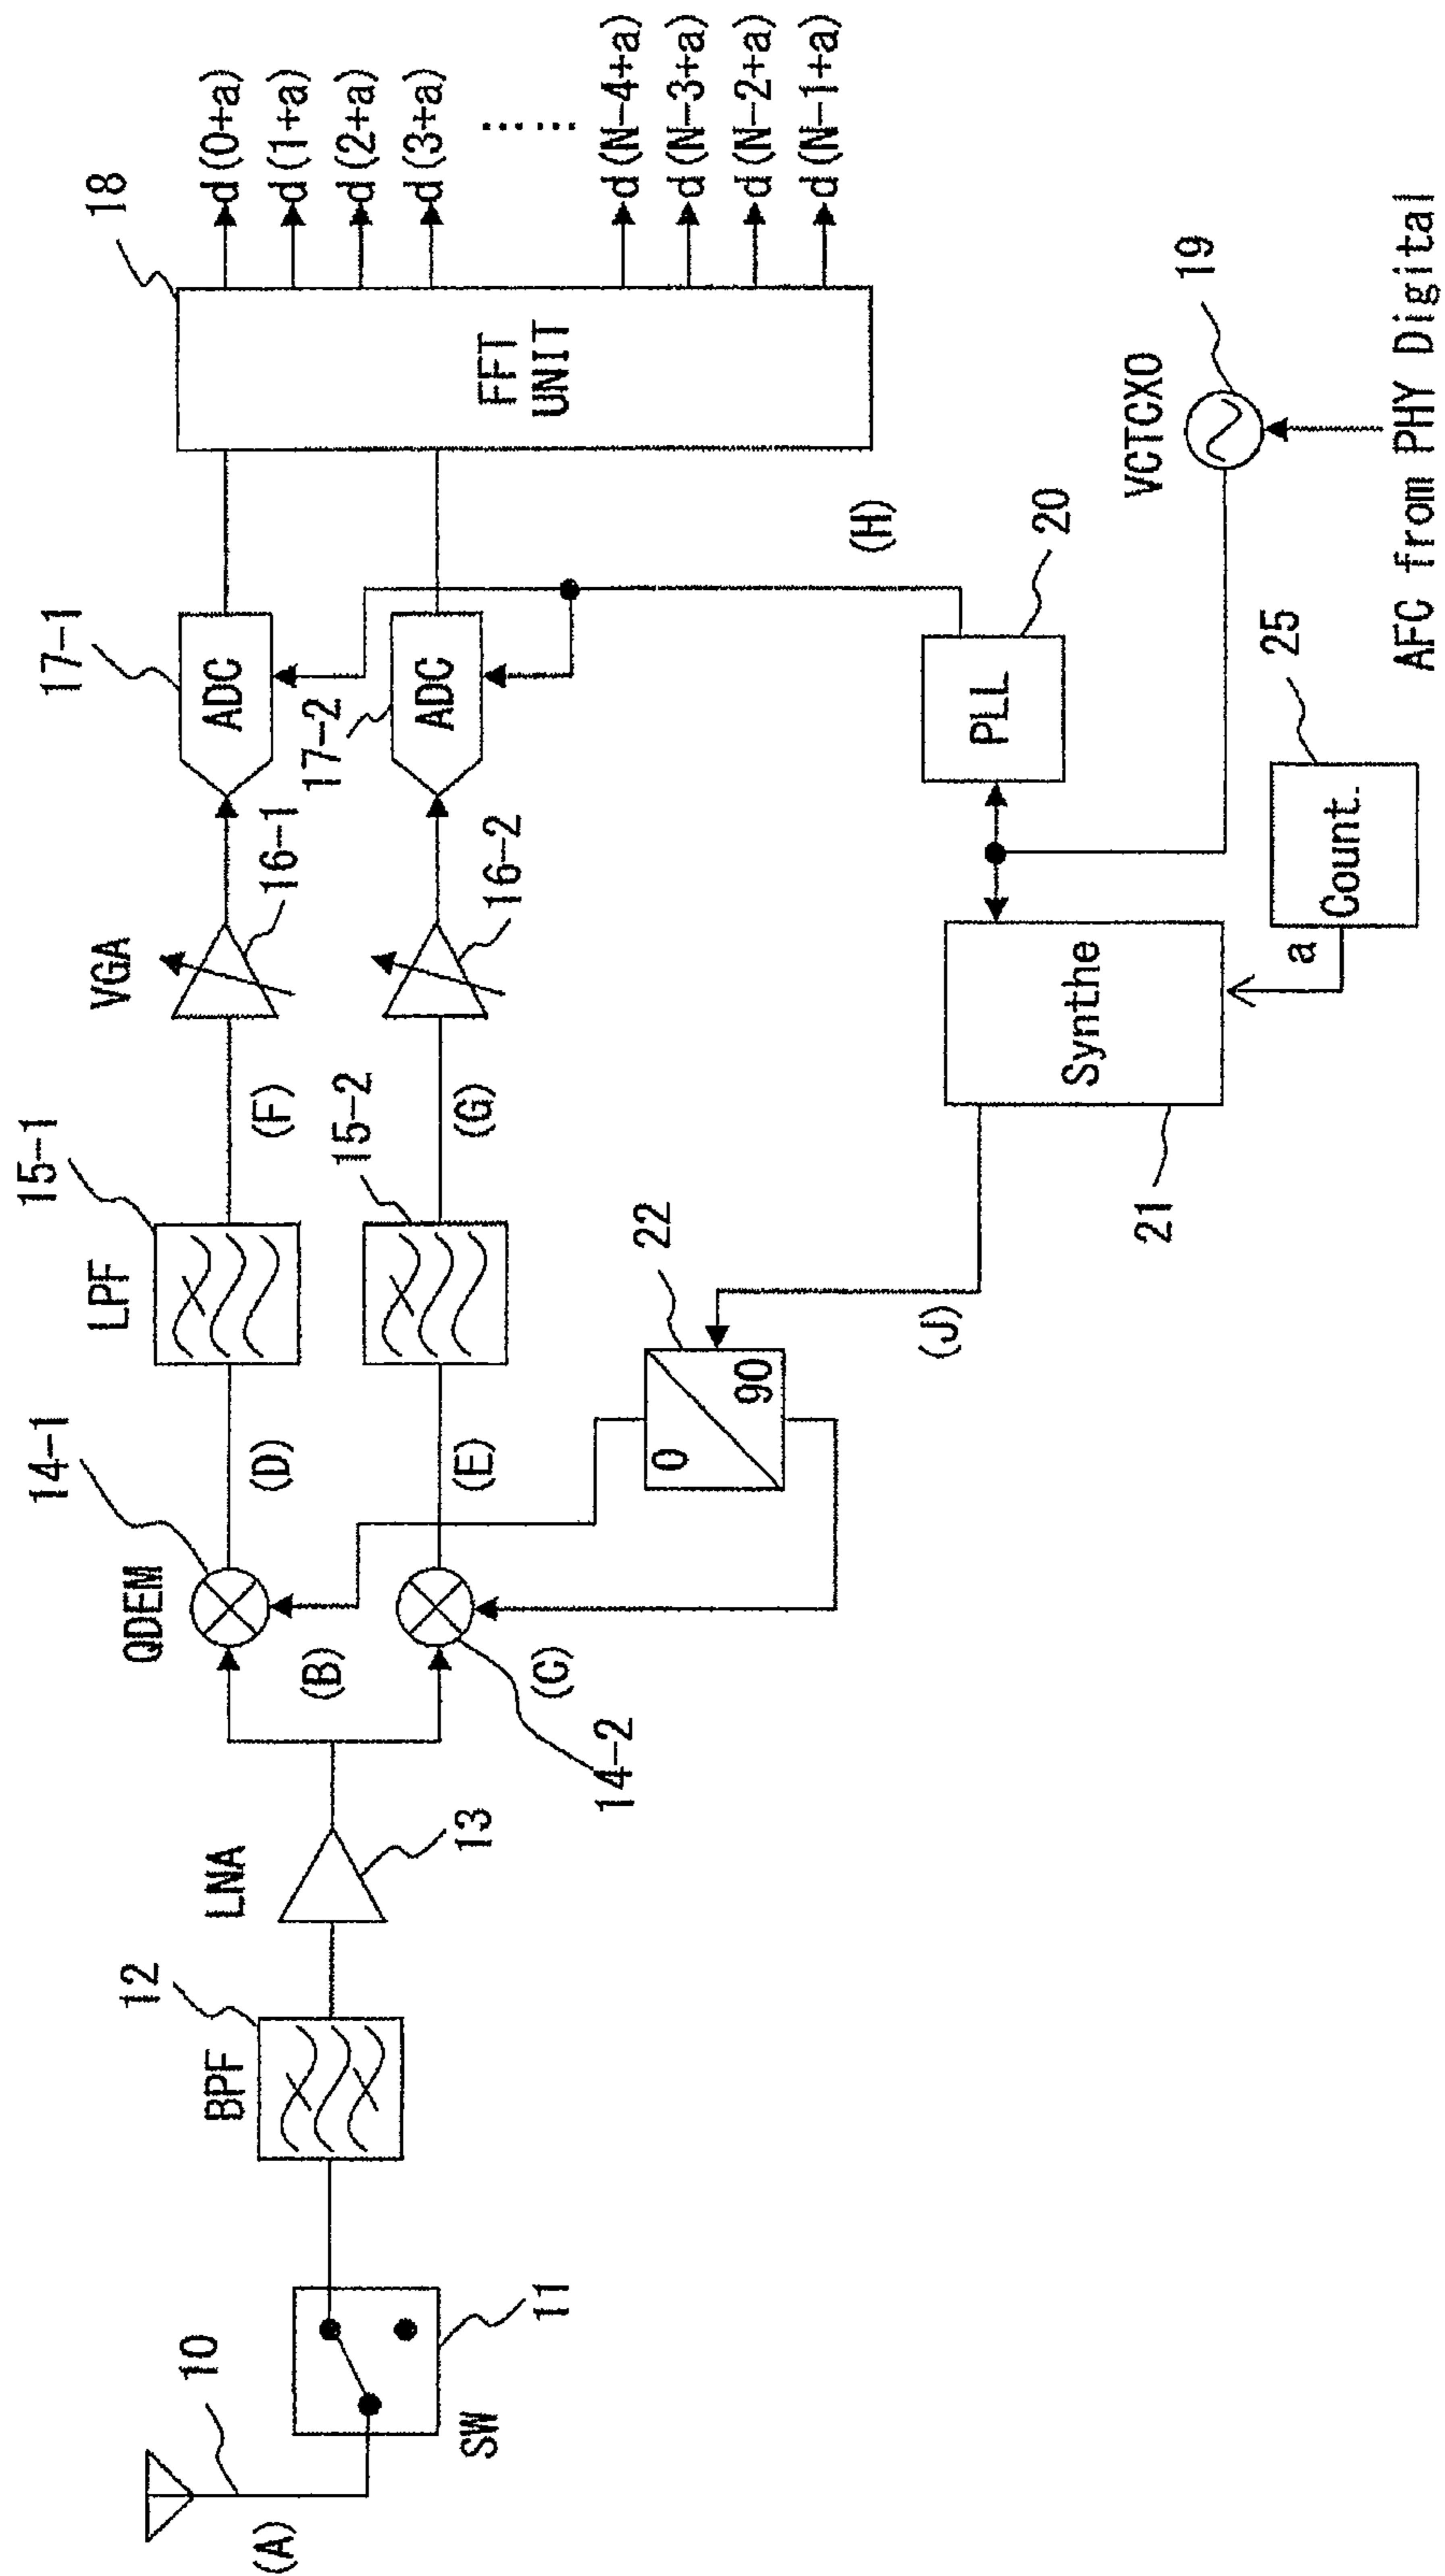 (A)
10
SW
11
BPF
12
LNA
13
QDEM
14-1
(B)
14-2
(C)
(D)
(E)
LPF
15-1
15-2
(F)
(G)
VGA
16-1
16-2
17-1
ADC
17-2
ADC
18
FFT
UNIT
d(0+a)
d(1+a)
d(2+a)
d(3+a)
......
d(N-4+a)
d(N-3+a)
d(N-2+a)
d(N-1+a)
22
0
90
(J)
Synthe
21
PLL
20
(H)
VCTCXO
19
Count.
25
a
AFC from PHY Digital